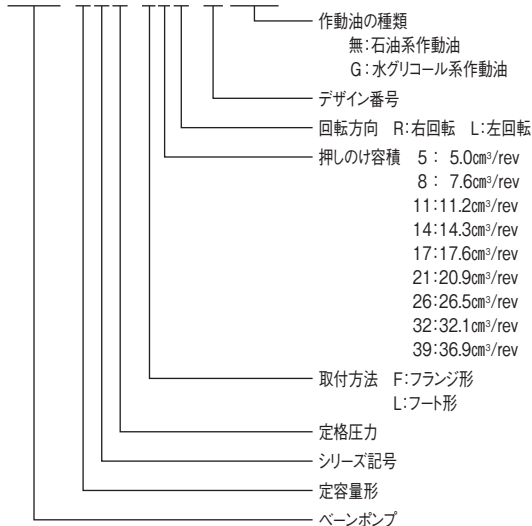 作動油の種類
無:石油系作動油
G:水グリコール系作動油
デザイン番号
回転方向 R:右回転 L:左回転
押しのけ容積 5: 5.0cm³/rev
8: 7.6cm³/rev
11:11.2cm³/rev
14:14.3cm³/rev
17:17.6cm³/rev
21:20.9cm³/rev
26:26.5cm³/rev
32:32.1cm³/rev
39:36.9cm³/rev
取付方法 F:フランジ形
L:フート形
定格圧力
シリーズ記号
定容量形
ベーンポンプ